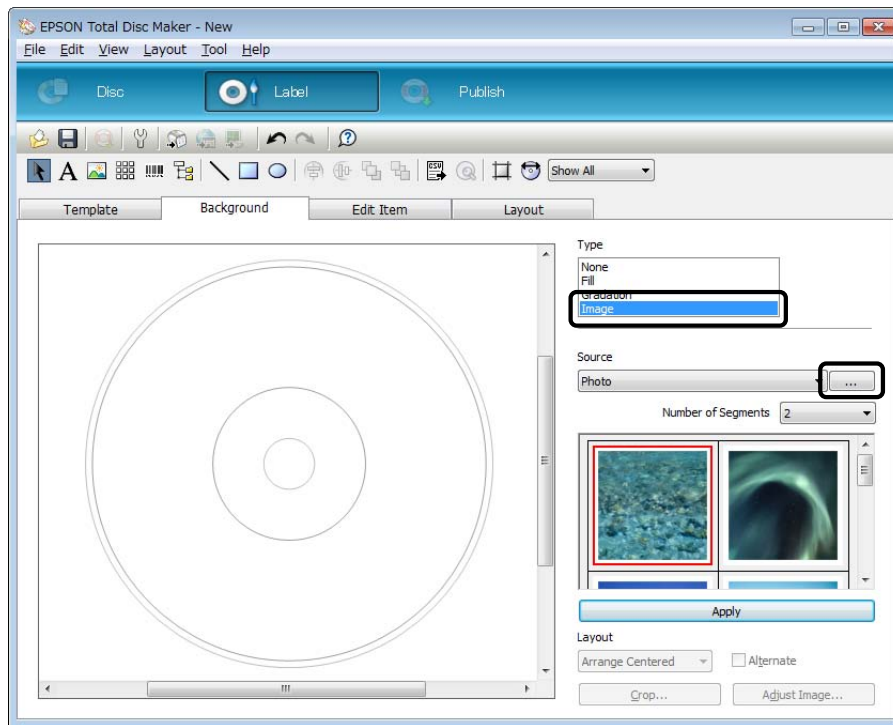 EPSON Total Disc Maker - New
File Edit View Layout Tool Help
Disc Label Publish
A CSV Show All
Template Background Edit Item Layout
Type
None
Fill
Gradation
Image
Source
Photo ...
Number of Segments 2
Apply
Layout
Arrange Centered Alternate
Crop... Adjust Image...